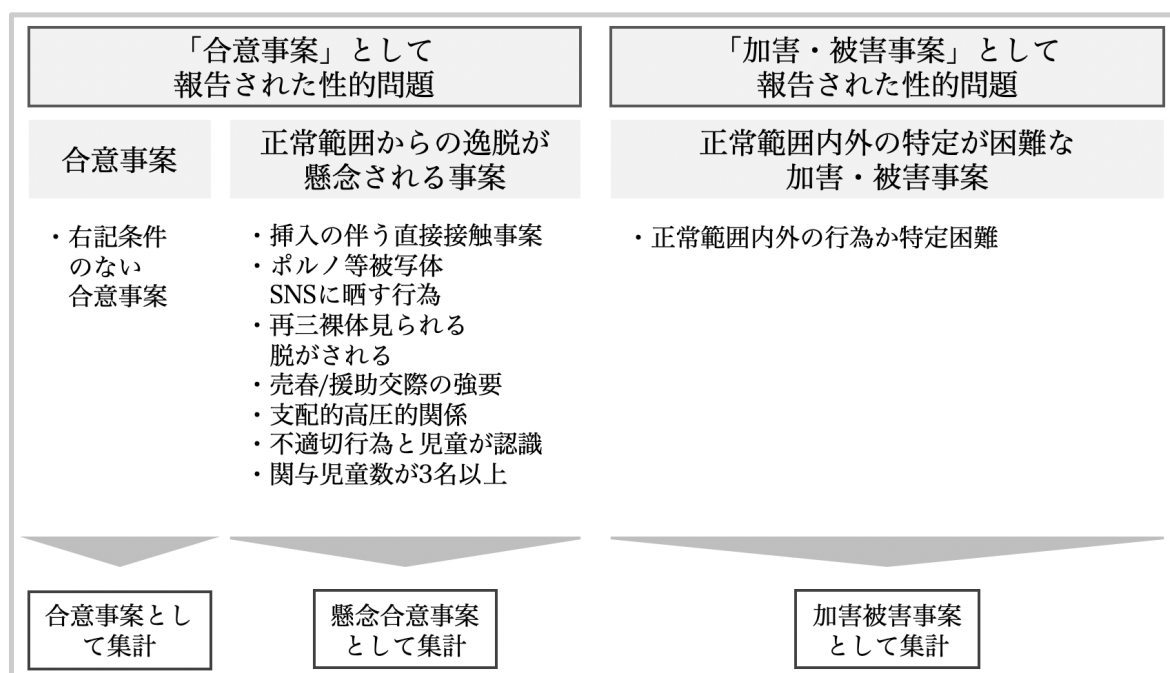 「合意事案」として
報告された性的問題
「加害・被害事案」として
報告された性的問題
合意事案
正常範囲からの逸脱が
懸念される事案
正常範囲内外の特定が困難な
加害・被害事案
・右記条件
のない
合意事案
・挿入の伴う直接接触事案
・ポルノ等被写体
SNSに晒す行為
・再三裸体見られる
脱がされる
・売春/援助交際の強要
・支配的高圧的関係
・不適切行為と児童が認識
・関与児童数が3名以上
・正常範囲内外の行為か特定困難
合意事案とし
て集計
懸念合意事案
として集計
加害被害事案
として集計